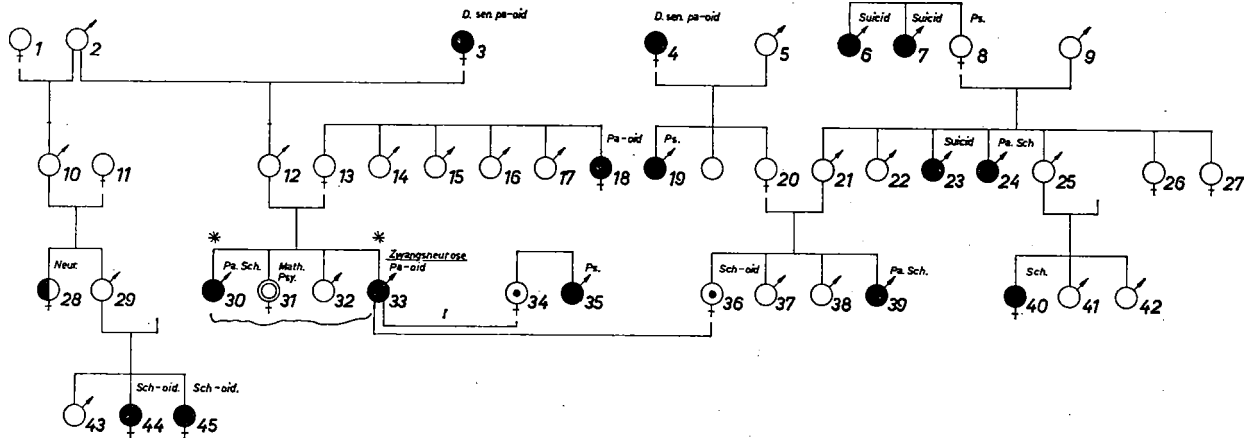 D. sen. pa-oid D. sen pa-oid Suicid Suicid Ps.
1 2 3 4 5 6 7 8 9
Pa-oid Ps. Suicid Pa. Sch
10 11 12 13 14 15 16 17 18 19 20 21 22 23 24 25 26 27
* *
Zwangsneurose
Neur. Pa. Sch. Math. Pa-oid Ps. Sch-oid Pa. Sch. Sch.
Psy.
28 29 30 31 32 33 34 35 36 37 38 39 40 41 42
I
Sch-oid. Sch-oid.
43 44 45